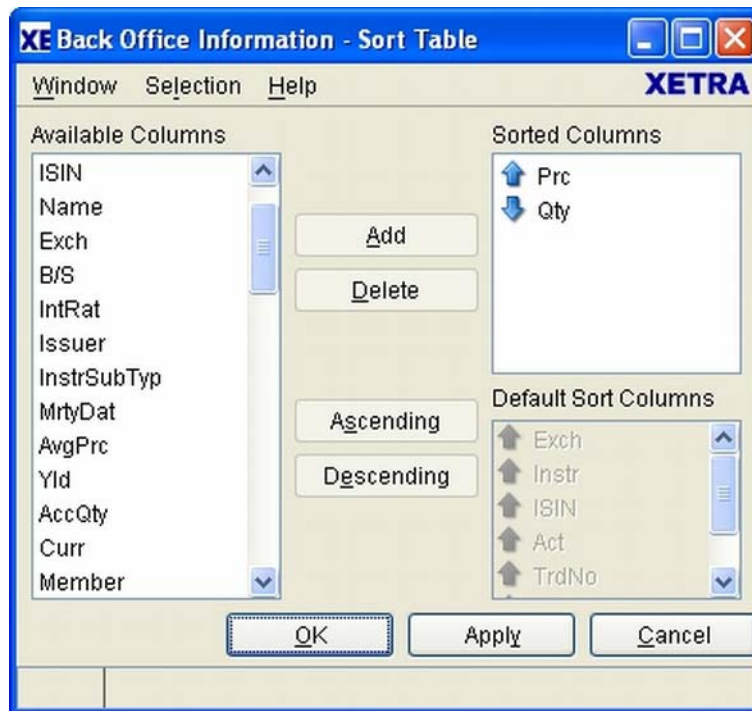 XE Back Office Information - Sort Table
Window Selection Help XETRA
Available Columns
ISIN
Name
Exch
B/S
IntRat
Issuer
InstrSubTyp
MrtyDat
AvgPrc
Yld
AccQty
Curr
Member
Add
Delete
Ascending
Descending
Sorted Columns
Prc
Qty
Default Sort Columns
Exch
Instr
ISIN
Act
TrdNo
OK Apply Cancel